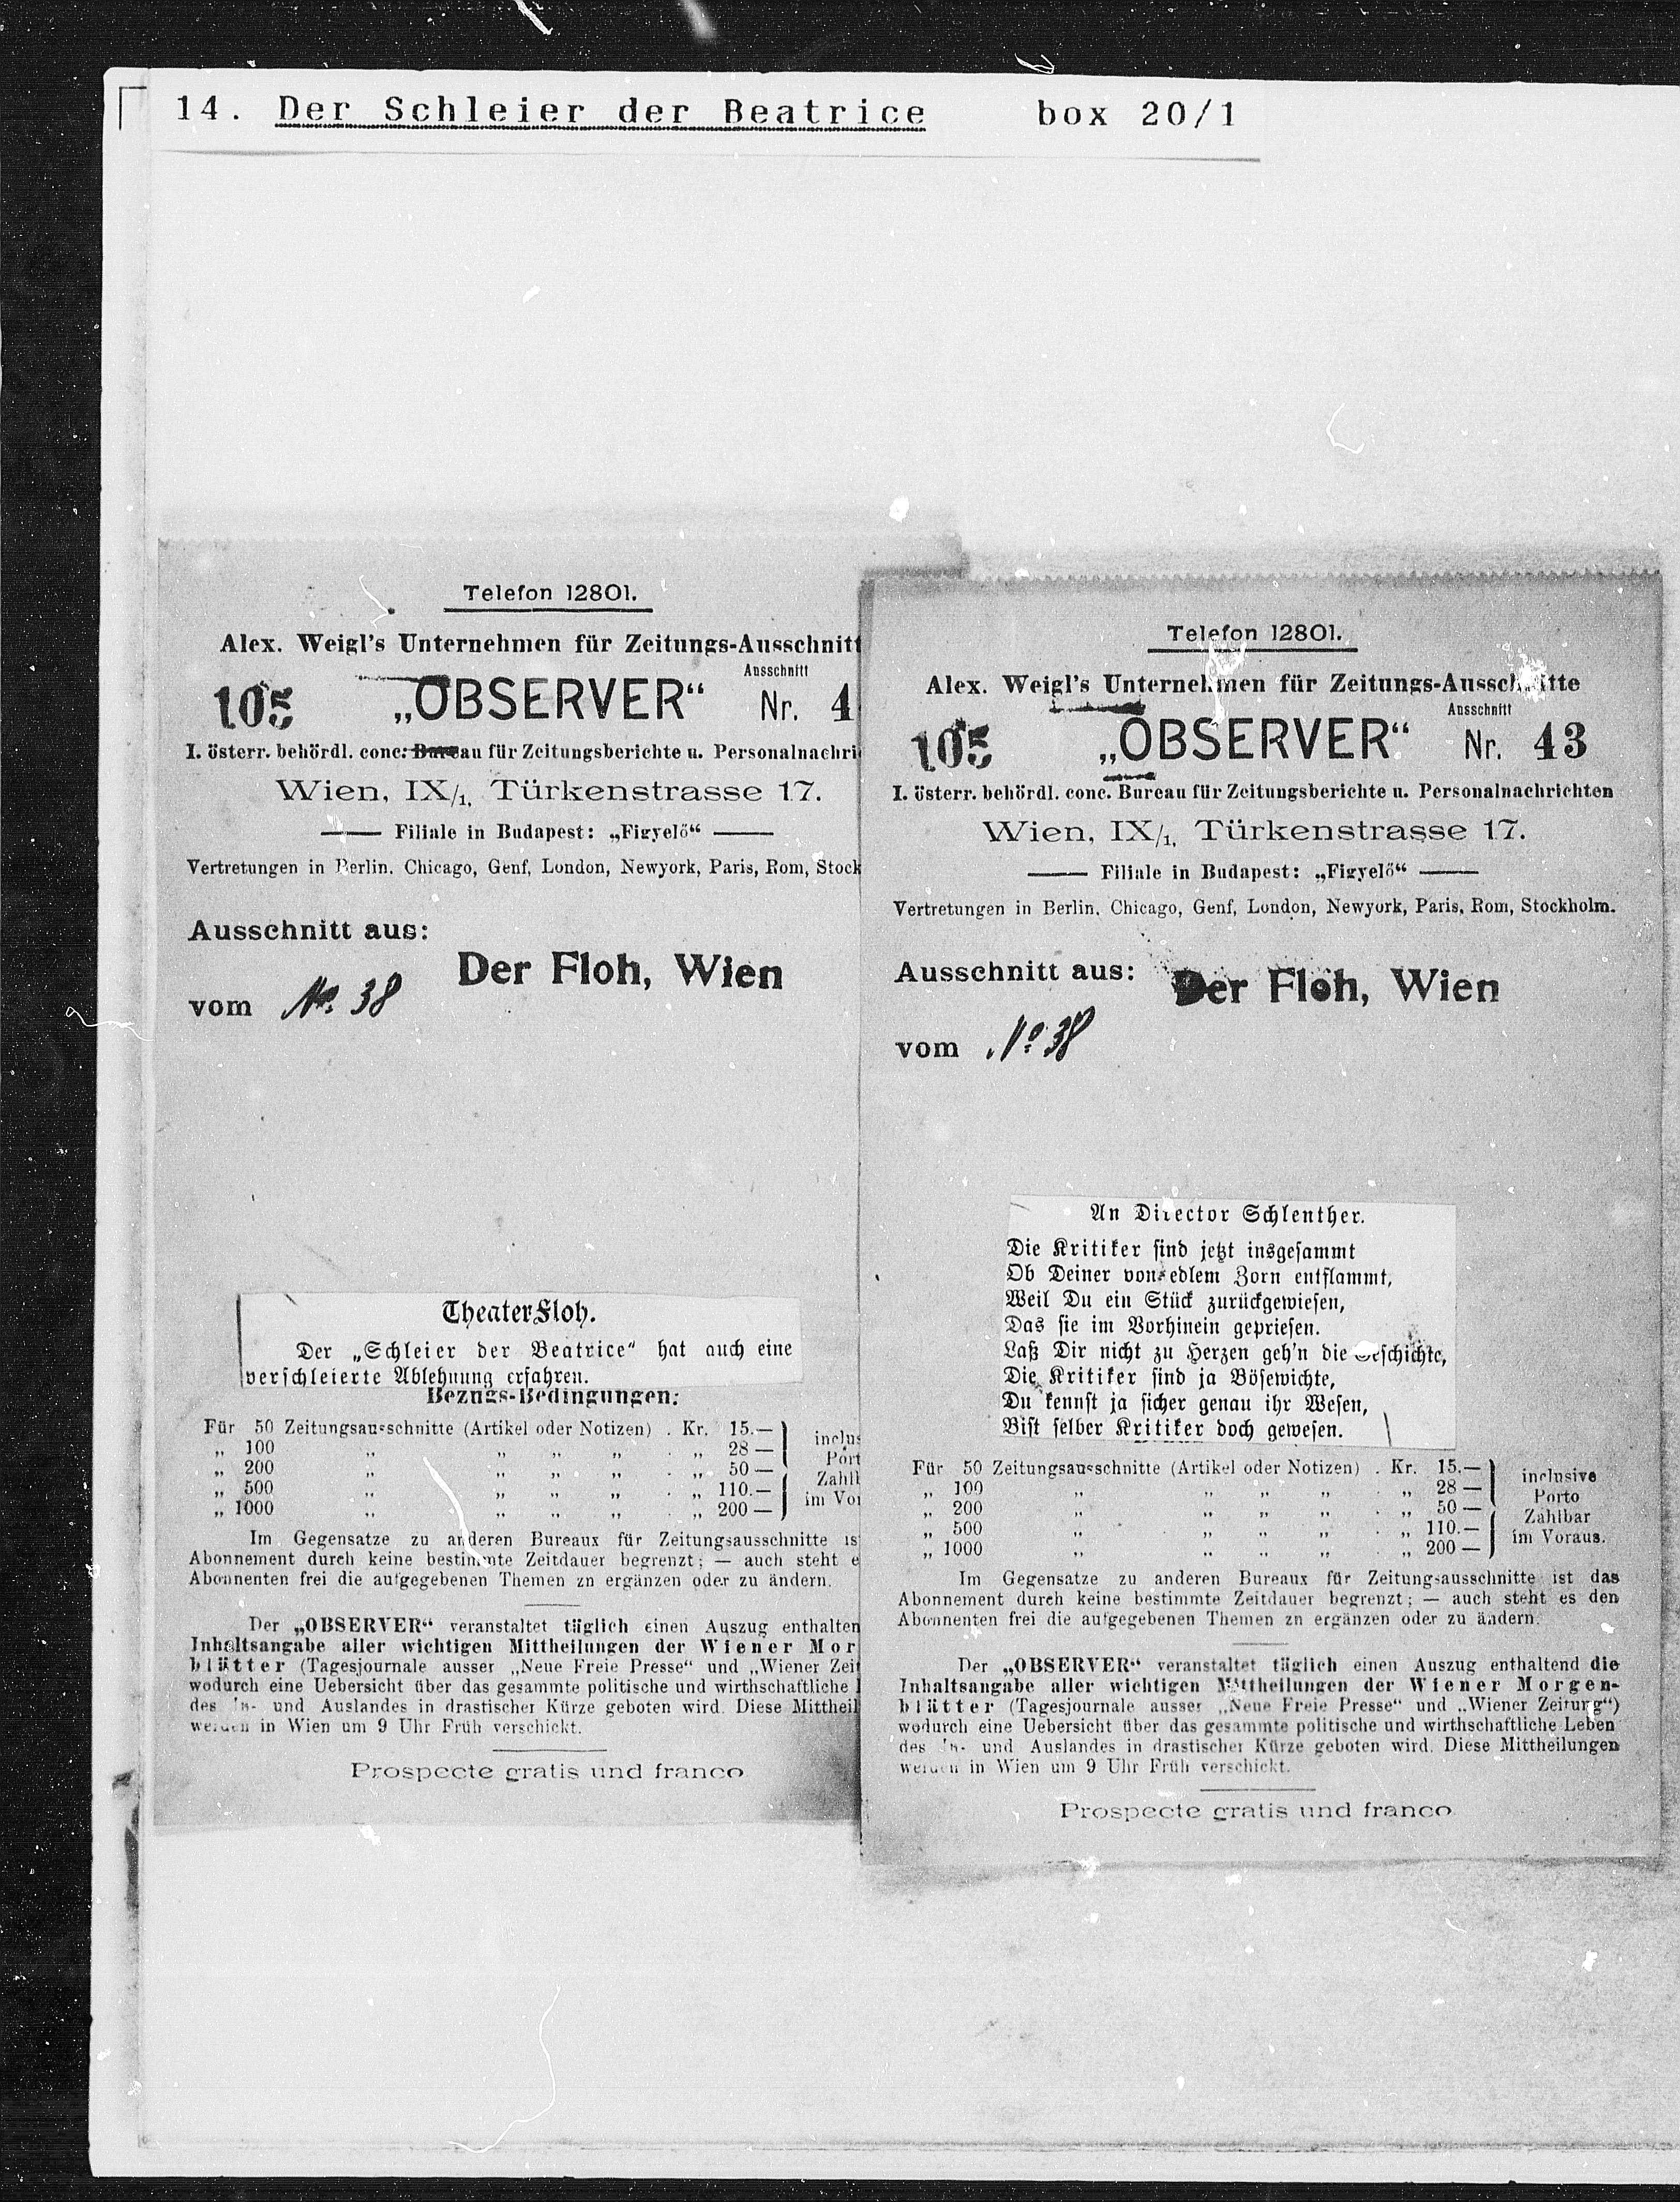 14. Der Schleier der Beatrice box 20/1
Telefon 12801.
Alex. Weigl's Unternehmen für Zeitungs-Ausschnitt
Ausschnitt
105 „OBSERVER“ Nr. 4
I. österr. behördl. conc. Bureau für Zeitungsberichte u. Personalnachri
Wien, IX/1, Türkenstrasse 17.
Filiale in Budapest: „Figyelő“
Vertretungen in Berlin, Chicago, Genf, London, Newyork, Paris, Rom, Stock
Ausschnitt aus:
Der Floh, Wien
vom No. 38
TheaterFloh.
Der „Schleier der Beatrice“ hat auch eine
verschleierte Ablehnung erfahren.
Bezugs-Bedingungen:
Für 50 Zeitungsausschnitte (Artikel oder Notizen) . Kr. 15.—
„ 100 „ „ „ „ . „ 28 —
„ 200 „ „ „ „ . „ 50 —
„ 500 „ „ „ „ . „ 110.—
„ 1000 „ „ „ „ . „ 200 —
inclus
Port
Zahlb
im Vor
Im Gegensatze zu anderen Bureaux für Zeitungsausschnitte is
Abonnement durch keine bestimmte Zeitdauer begrenzt; — auch steht e
Abonnenten frei die aufgegebenen Themen zn ergänzen oder zu ändern.
Der „OBSERVER“ veranstaltet täglich einen Auszug enthalten
Inhaltsangabe aller wichtigen Mittheilungen der Wiener Mor
blätter (Tagesjournale ausser „Neue Freie Presse“ und „Wiener Zeit
wodurch eine Uebersicht über das gesammte politische und wirthschaftliche
des In- und Auslandes in drastischer Kürze geboten wird. Diese Mittheil
werden in Wien um 9 Uhr Früh verschickt.
Prospecte gratis und franco
Telefon 12801.
Alex. Weigl's Unternehmen für Zeitungs-Ausschnitte
Ausschnitt
105 „OBSERVER“ Nr. 43
I. österr. behördl. conc. Bureau für Zeitungsberichte u. Personalnachrichten
Wien, IX/1, Türkenstrasse 17.
Filiale in Budapest: „Figyelő“
Vertretungen in Berlin, Chicago, Genf, London, Newyork, Paris, Rom, Stockholm.
Ausschnitt aus:
Der Floh, Wien
vom No 38
An Director Schlenther.
Die Kritiker sind jetzt insgesammt
Ob Deiner von edlem Zorn entflammt,
Weil Du ein Stück zurückgewiesen,
Das sie im Vorhinein gepriesen.
Laß Dir nicht zu Herzen geh'n die Geschichte,
Die Kritiker sind ja Bösewichte,
Du kennst ja sicher genau ihr Wesen,
Bist selber Kritiker doch gewesen.
Für 50 Zeitungsausschnitte (Artikel oder Notizen) . Kr. 15.—
„ 100 „ „ „ „ . „ 28 —
„ 200 „ „ „ „ . „ 50 —
„ 500 „ „ „ „ . „ 110.—
„ 1000 „ „ „ „ . „ 200 —
inclusive
Porto
Zahlbar
im Voraus.
Im Gegensatze zu anderen Bureaux für Zeitungsausschnitte ist das
Abonnement durch keine bestimmte Zeitdauer begrenzt; — auch steht es den
Abonnenten frei die aufgegebenen Themen zn ergänzen oder zu ändern.
Der „OBSERVER“ veranstaltet täglich einen Auszug enthaltend die
Inhaltsangabe aller wichtigen Mittheilungen der Wiener Morgen-
blätter (Tagesjournale ausser „Neue Freie Presse“ und „Wiener Zeitung“)
wodurch eine Uebersicht über das gesammte politische und wirthschaftliche Leben
des In- und Auslandes in drastischer Kürze geboten wird. Diese Mittheilungen
werden in Wien um 9 Uhr Früh verschickt.
Prospecte gratis und franco